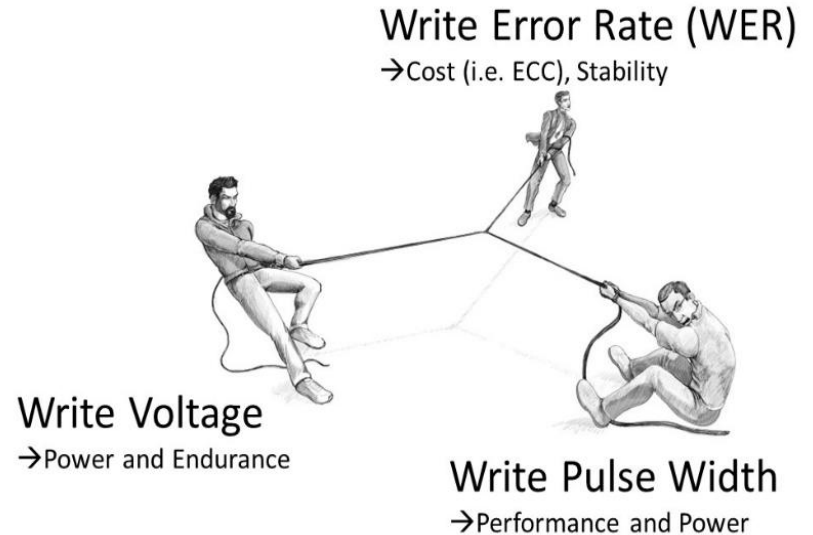 Write Error Rate (WER)
→Cost (i.e. ECC), Stability
Write Voltage
→Power and Endurance
Write Pulse Width
→Performance and Power